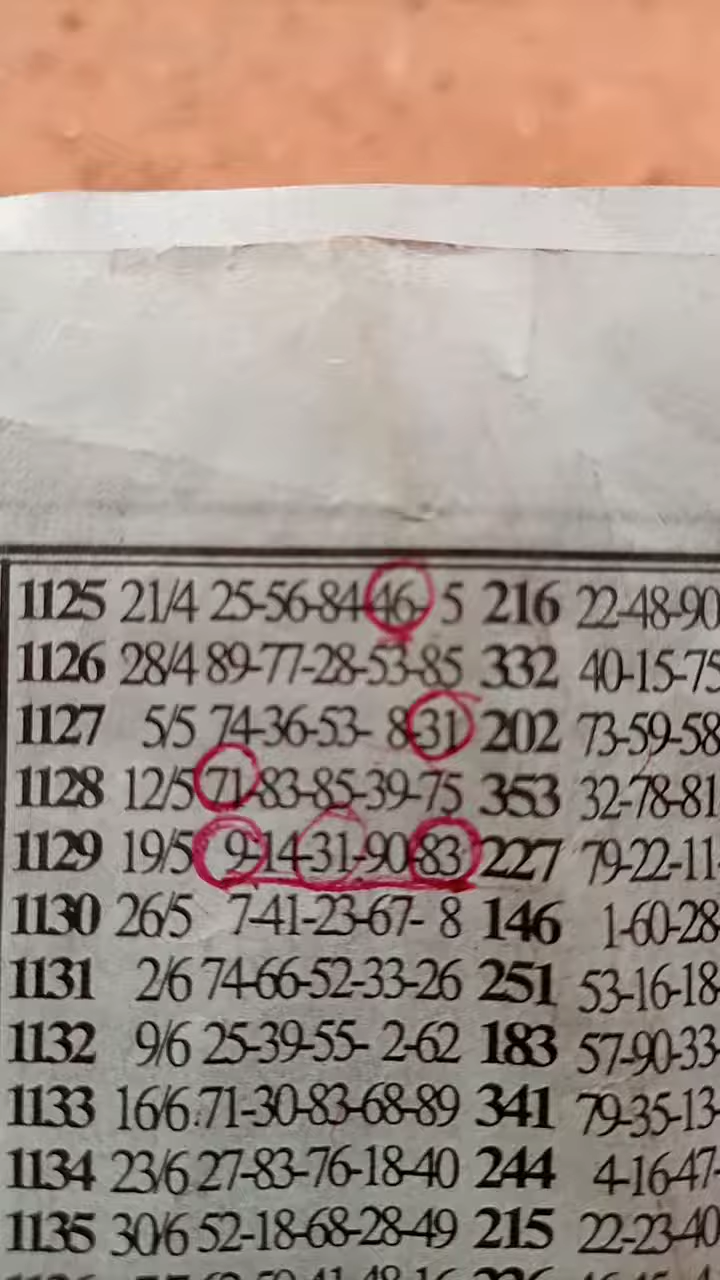 1125 21/4 25-56-84-46- 5 216 22-48-90
1126 28/4 89-77-28-53-85 332 40-15-75
1127 5/5 74-36-53- 8-31 202 73-59-58
1128 12/5 71-83-85-39-75 353 32-78-81
1129 19/5 9-14-31-90-83 227 79-22-11-
1130 26/5 7-41-23-67- 8 146 1-60-28
1131 2/6 74-66-52-33-26 251 53-16-18
1132 9/6 25-39-55- 2-62 183 57-90-33-
1133 16/6 71-30-83-68-89 341 79-35-13-
1134 23/6 27-83-76-18-40 244 4-16-47-
1135 30/6 52-18-68-28-49 215 22-23-40